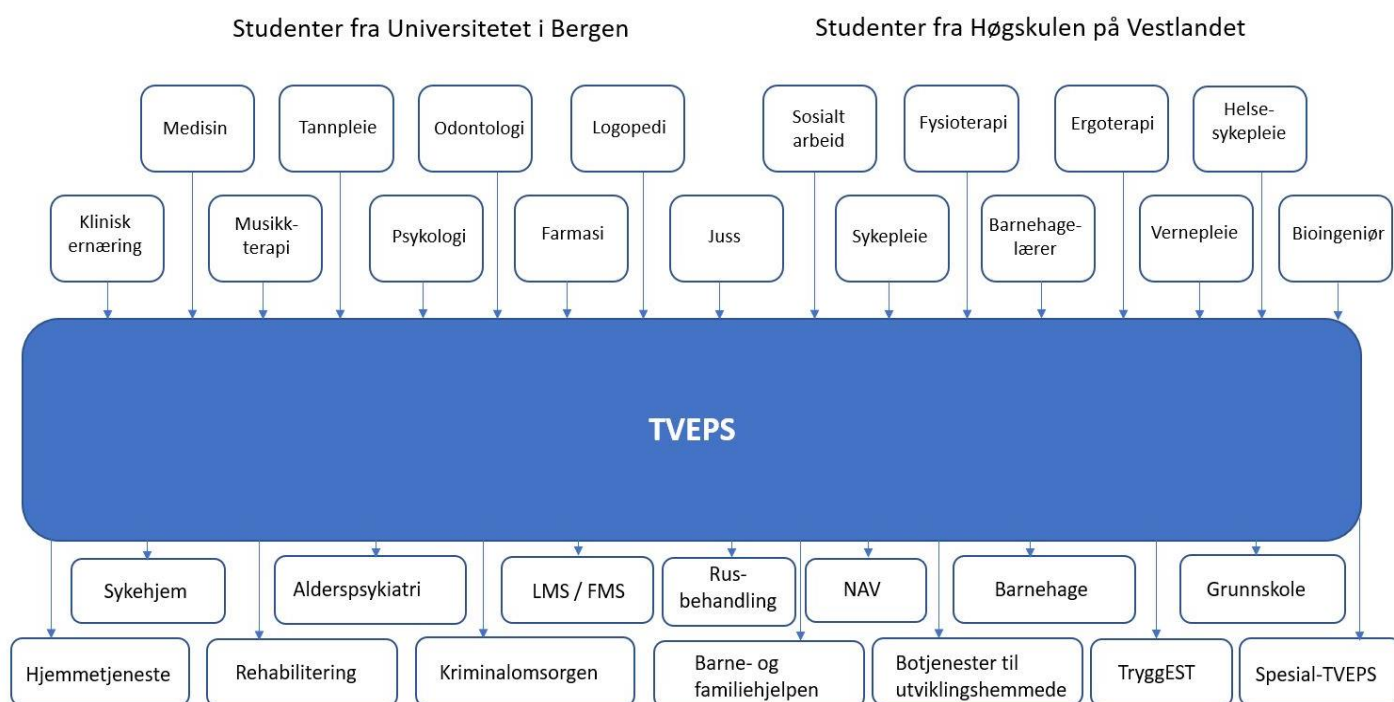 Studenter fra Universitetet i Bergen
Studenter fra Høgskulen på Vestlandet
Medisin
Tannpleie
Odontologi
Logopedi
Sosialt
arbeid
Fysioterapi
Ergoterapi
Helse-
sykepleie
Klinisk
ernæring
Musikk-
terapi
Psykologi
Farmasi
Juss
Sykepleie
Barnehage-
lærer
Vernepleie
Bioingeniør
TVEPS
Sykehjem
Alderspsykiatri
LMS / FMS
Rus-
behandling
NAV
Barnehage
Grunnskole
Hjemmetjeneste
Rehabilitering
Kriminalomsorgen
Barne- og
familiehjelpen
Botjenester til
utviklingshemmede
TryggEST
Spesial-TVEPS